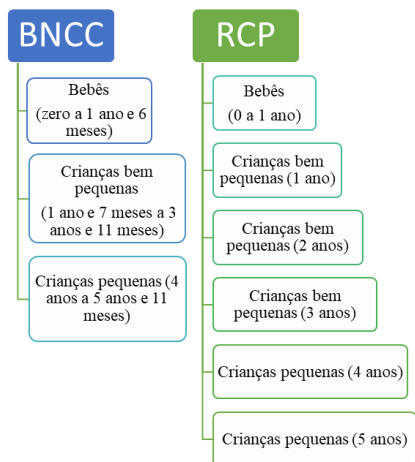 BNCC
Bebês
(zero a 1 ano e 6
meses)
Crianças bem
pequenas
(1 ano e 7 meses a 3
anos e 11 meses)
Crianças pequenas (4
anos a 5 anos e 11
meses)
RCP
Bebês
(0 a 1 ano)
Crianças bem
pequenas (1 ano)
Crianças bem
pequenas (2 anos)
Crianças bem
pequenas (3 anos)
Crianças pequenas (4 anos)
Crianças pequenas (5 anos)